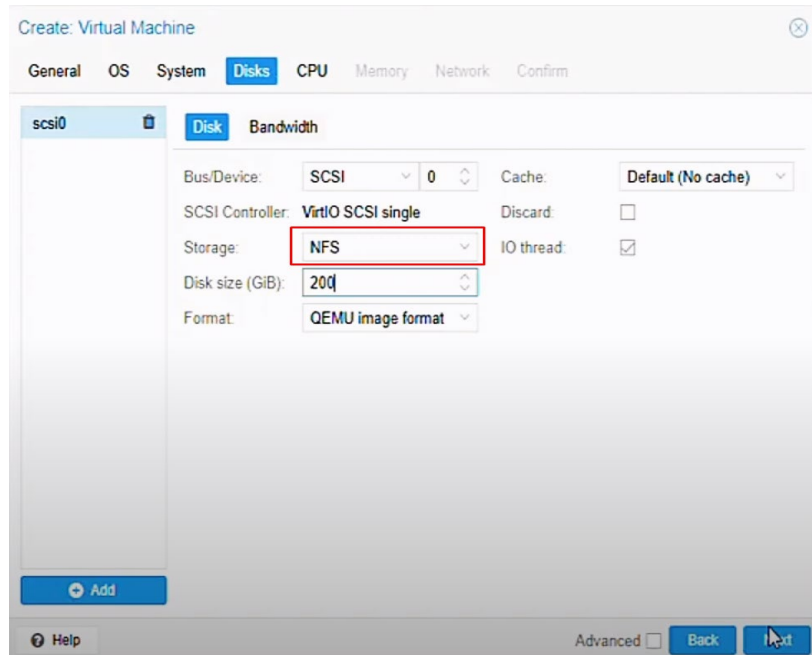 Create: Virtual Machine
General OS System Disks CPU Memory Network Confirm
scsi0
Disk Bandwidth
Bus/Device: SCSI 0 Cache: Default (No cache)
SCSI Controller: VirtIO SCSI single Discard:
Storage: NFS IO thread:
Disk size (GiB): 200
Format: QEMU image format
Add
Help Advanced Back Next